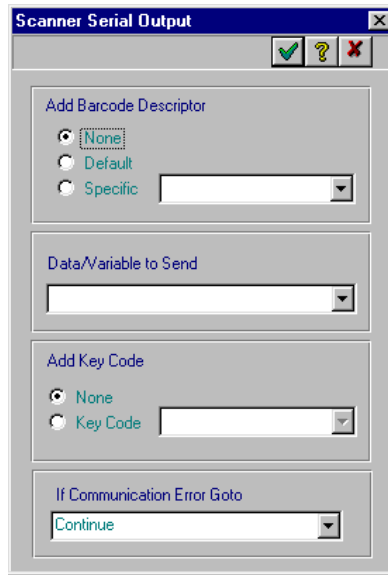 Scanner Serial Output
Add Barcode Descriptor
None
Default
Specific
Data/Variable to Send
Add Key Code
None
Key Code
If Communication Error Goto
Continue